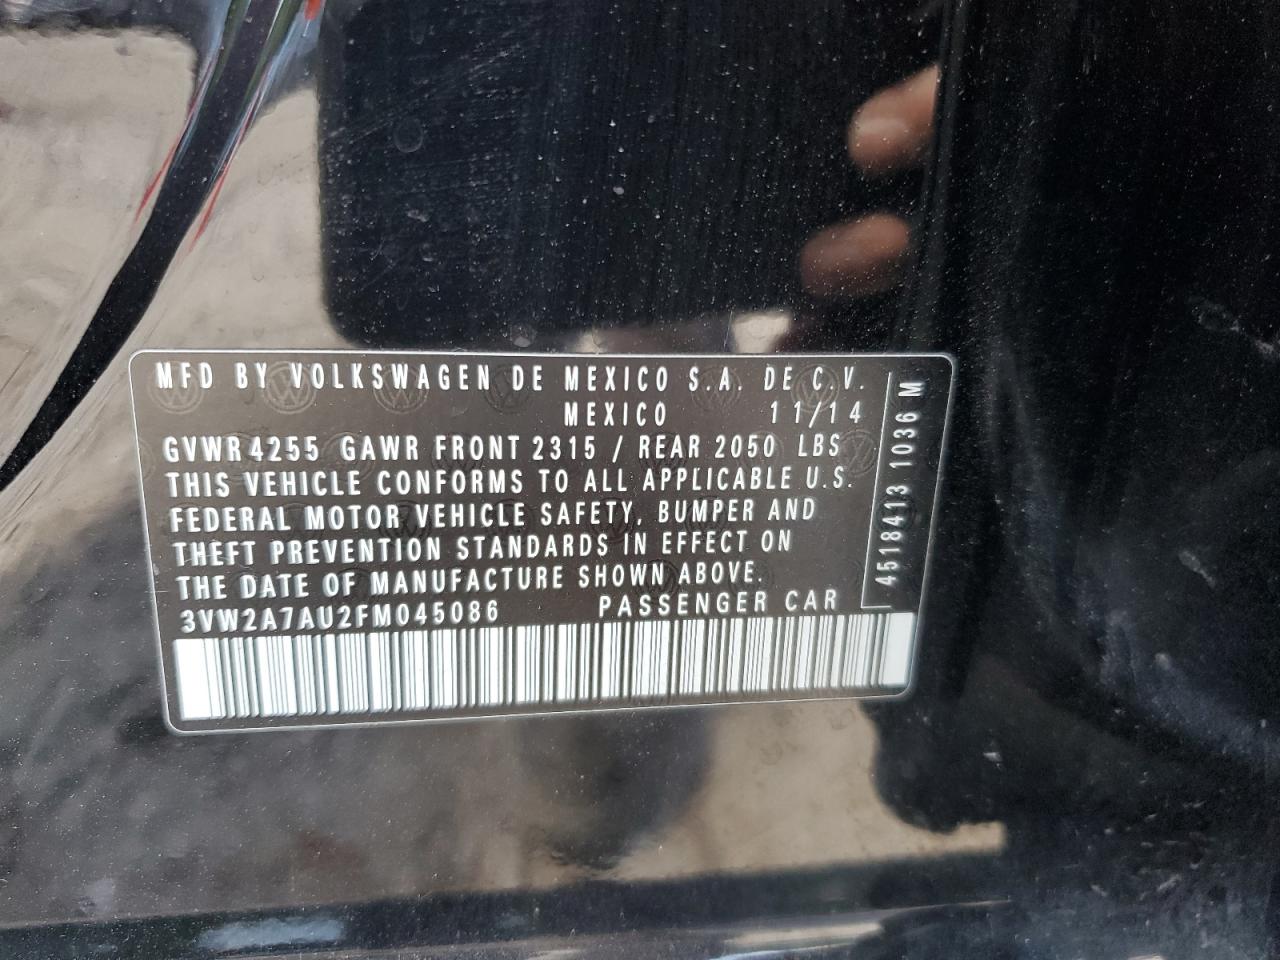 MFD BY VOLKSWAGEN DE MEXICO S.A. DE C.V.
MEXICO 11/14
GVWR 4255 GAWR FRONT 2315 / REAR 2050 LBS
THIS VEHICLE CONFORMS TO ALL APPLICABLE U.S.
FEDERAL MOTOR VEHICLE SAFETY, BUMPER AND
THEFT PREVENTION STANDARDS IN EFFECT ON
THE DATE OF MANUFACTURE SHOWN ABOVE.
3VW2A7AU2FM045086 PASSENGER CAR
4518413 1036 M